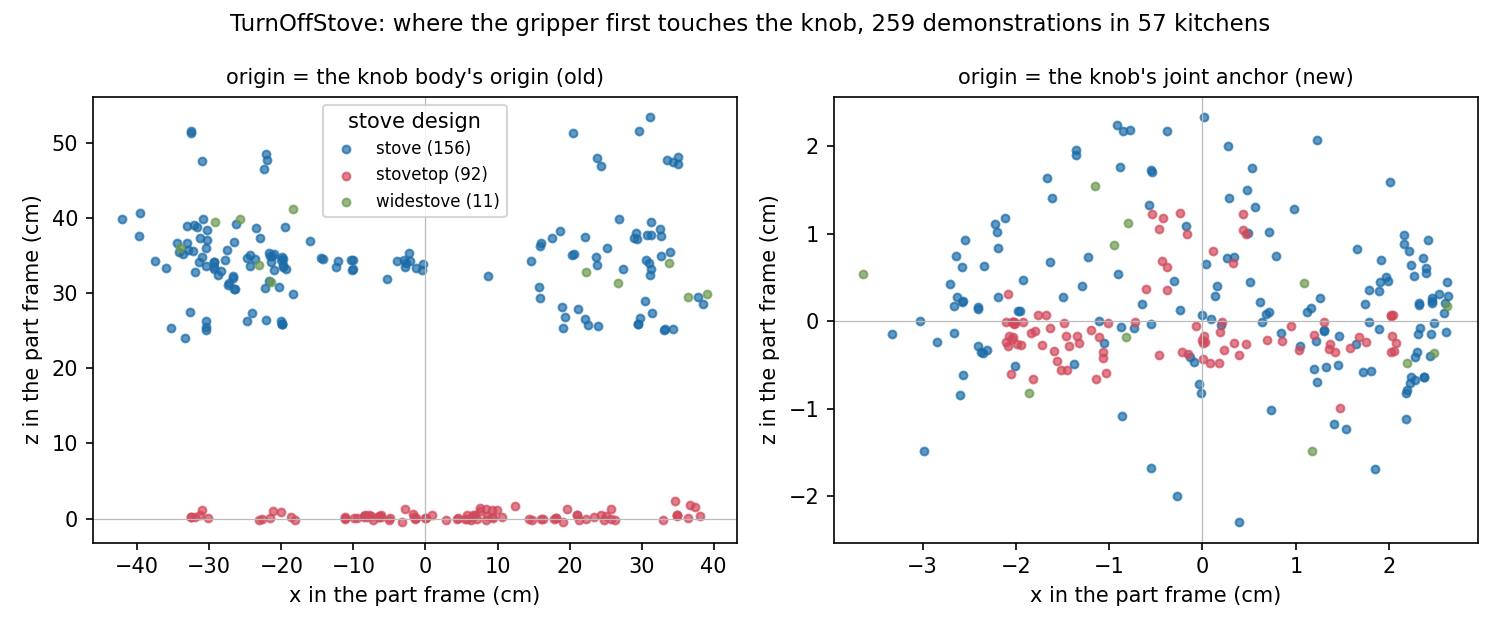 TurnOffStove: where the gripper first touches the knob, 259 demonstrations in 57 kitchens
origin = the knob body's origin (old)
stove design
stove (156)
stovetop (92)
widestove (11)
z in the part frame (cm)
50
40
30
20
10
0
−40
−30
−20
−10
0
10
20
30
40
x in the part frame (cm)
origin = the knob's joint anchor (new)
z in the part frame (cm)
2
1
0
−1
−2
−3
−2
−1
0
1
2
x in the part frame (cm)